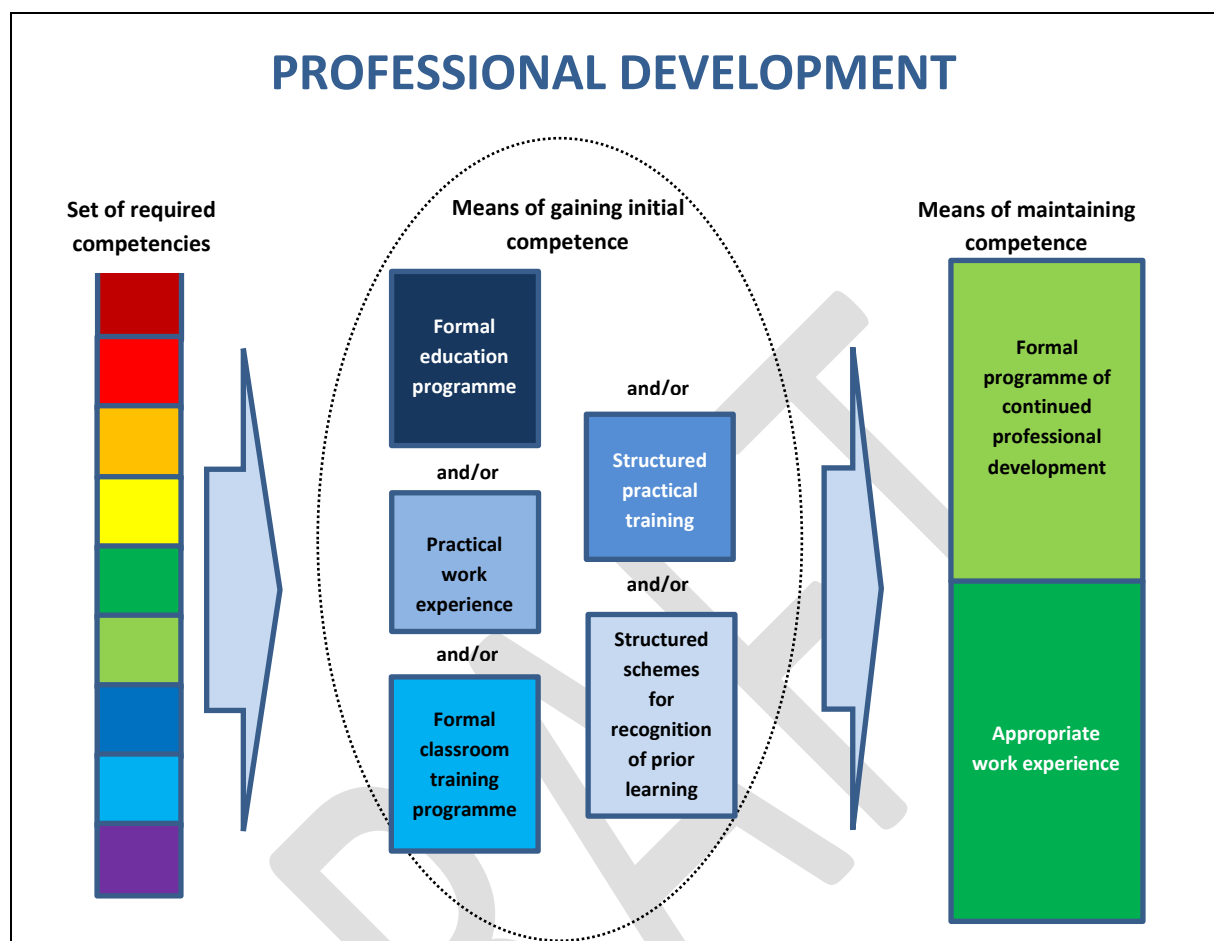 PROFESSIONAL DEVELOPMENT
Set of required
competencies
Means of gaining initial
competence
Formal
education
programme
and/or
Practical
work
experience
and/or
Formal
classroom
training
programme
and/or
Structured
practical
training
and/or
Structured
schemes
for
recognition
of prior
learning
Means of maintaining
competence
Formal
programme of
continued
professional
development
Appropriate
work experience
DRAFT